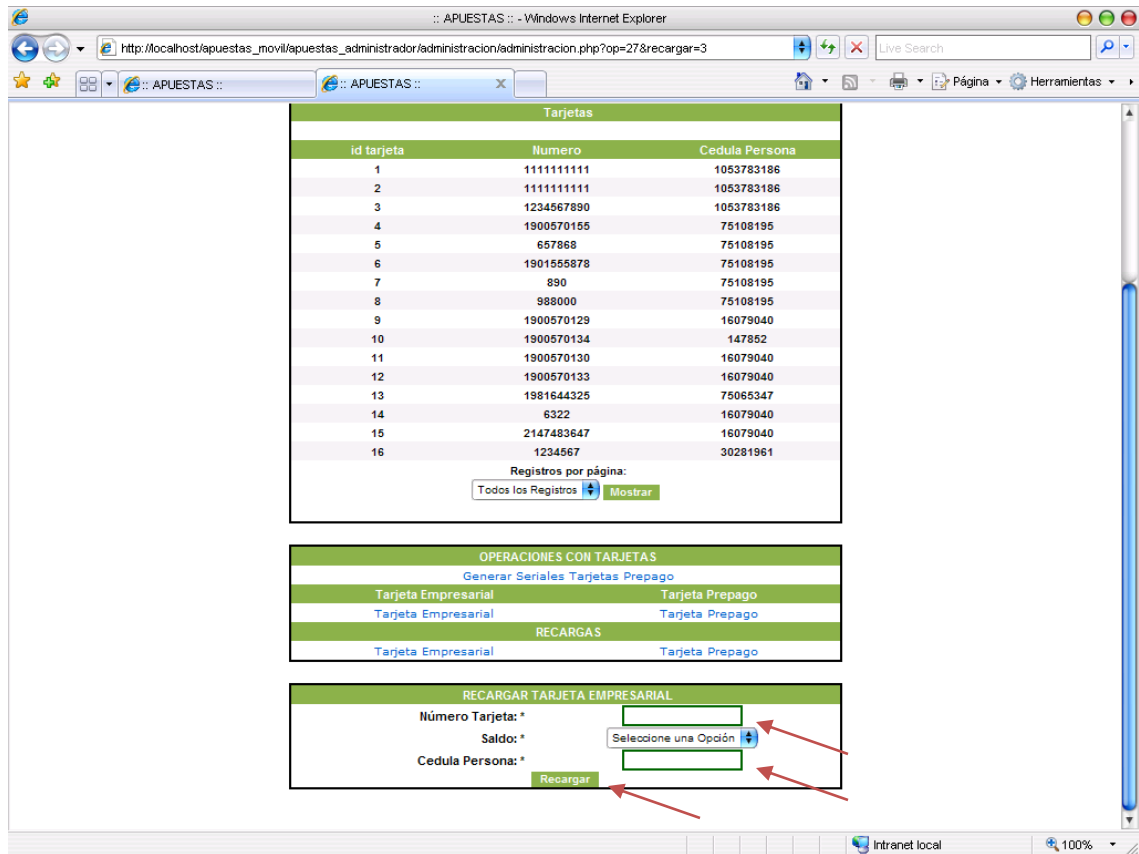 :: APUESTAS :: - Windows Internet Explorer
http://localhost/apuestas_movil/apuestas_administrador/administracion/administracion.php?op=27&recargar=3
Live Search
:: APUESTAS ::
:: APUESTAS ::
X
Página
Herramientas
Tarjetas
id tarjeta Numero Cedula Persona
1 1111111111 1053783186
2 1111111111 1053783186
3 1234567890 1053783186
4 1900570155 75108195
5 657868 75108195
6 1901555878 75108195
7 890 75108195
8 988000 75108195
9 1900570129 16079040
10 1900570134 147852
11 1900570130 16079040
12 1900570133 16079040
13 1981644325 75065347
14 6322 16079040
15 2147483647 16079040
16 1234567 30281961
Registros por página:
Todos los Registros Mostrar
OPERACIONES CON TARJETAS
Generar Seriales Tarjetas Prepago
Tarjeta Empresarial Tarjeta Prepago
Tarjeta Empresarial Tarjeta Prepago
RECARGAS
Tarjeta Empresarial Tarjeta Prepago
RECARGAR TARJETA EMPRESARIAL
Número Tarjeta: *
Saldo: * Seleccione una Opción
Cedula Persona: *
Recargar
Intranet local 100%